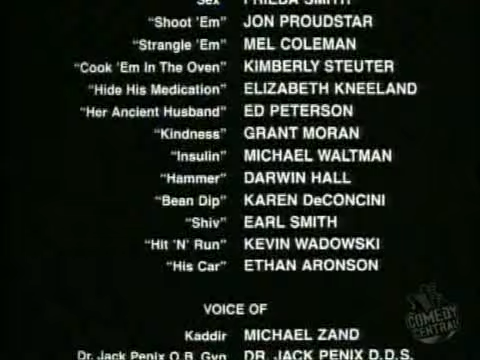 Sex" FRIEDA SMITH
"Shoot 'Em" JON PROUDSTAR
"Strangle 'Em" MEL COLEMAN
"Cook 'Em In The Oven" KIMBERLY STEUTER
"Hide His Medication" ELIZABETH KNEELAND
"Her Ancient Husband" ED PETERSON
"Kindness" GRANT MORAN
"Insulin" MICHAEL WALTMAN
"Hammer" DARWIN HALL
"Bean Dip" KAREN DeCONCINI
"Shiv" EARL SMITH
"Hit 'N' Run" KEVIN WADOWSKI
"His Car" ETHAN ARONSON
VOICE OF
Kaddir MICHAEL ZAND
Dr. Jack Penix O.B. Gyn DR. JACK PENIX D.D.S.
COMEDY
CENTRAL